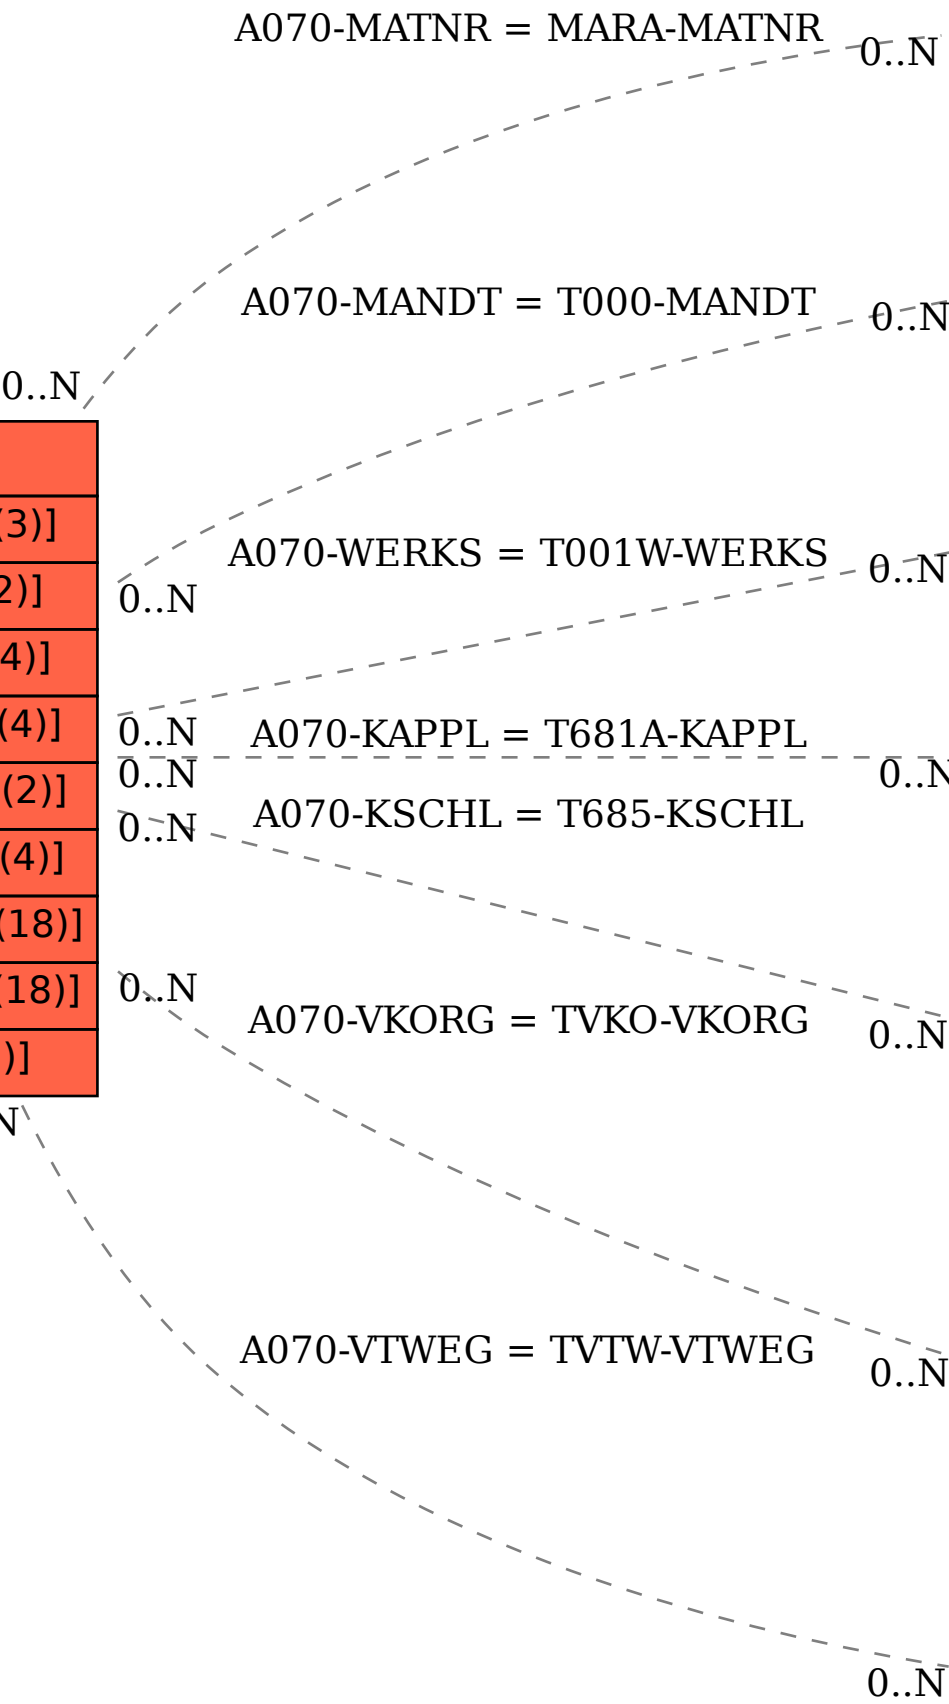 A070-MATNR = MARA-MATNR
0..N
A070-MANDT = T000-MANDT
0..N
0..N
(3)]
A070-WERKS = T001W-WERKS
0..N
2)]
0..N
4)]
(4)]
0..N
A070-KAPPL = T681A-KAPPL
0..N
0..N
(2)]
A070-KSCHL = T685-KSCHL
0..N
(4)]
(18)]
(18)]
0..N
A070-VKORG = TVKO-VKORG
0..N
)]
N
A070-VTWEG = TVTW-VTWEG
0..N
0..N